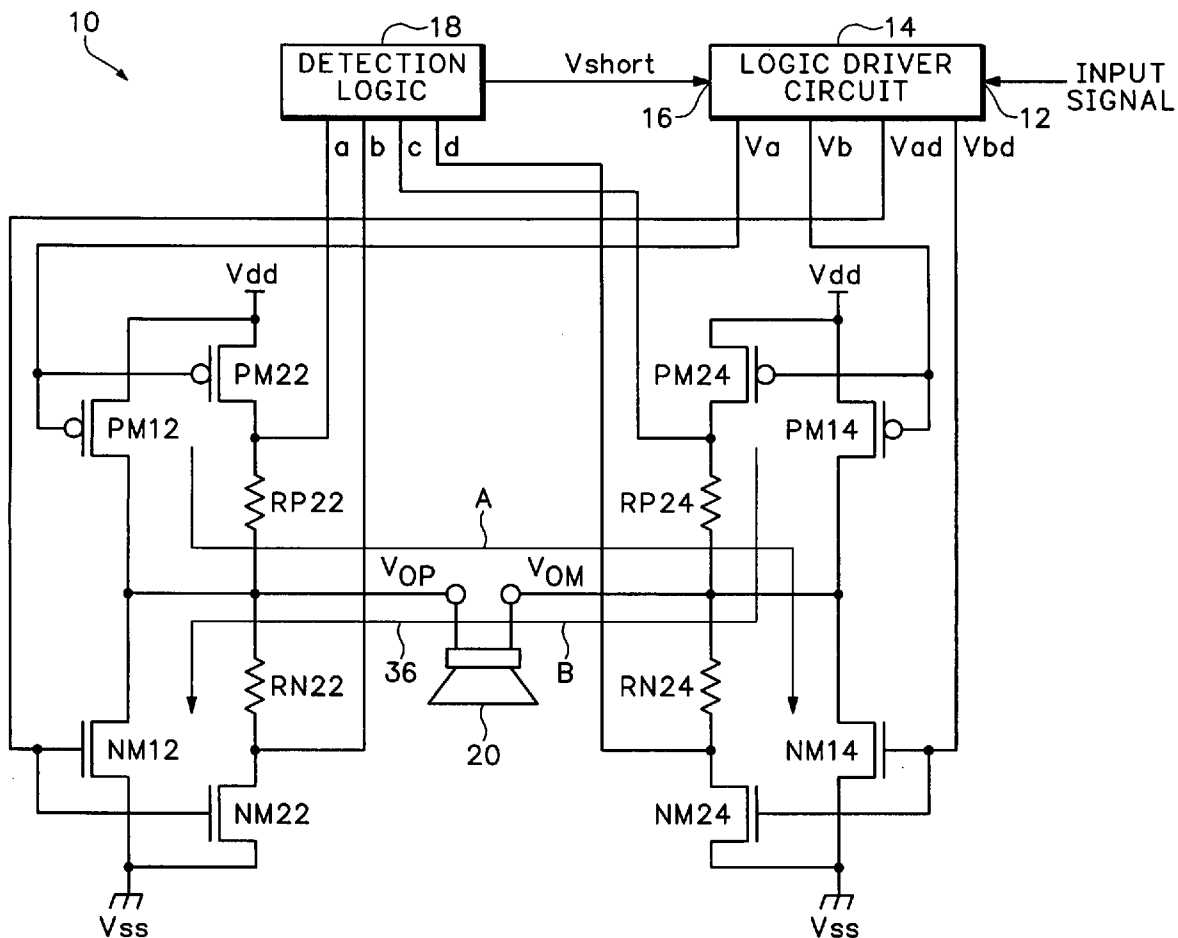 10
18
14
DETECTION
LOGIC
Vshort
LOGIC DRIVER
CIRCUIT
INPUT
SIGNAL
16
12
a
b
c
d
Va
Vb
Vad
Vbd
Vdd
Vdd
PM22
PM24
PM12
PM14
RP22
RP24
A
VOP
VOM
36
B
RN22
RN24
20
NM12
NM14
NM22
NM24
Vss
Vss